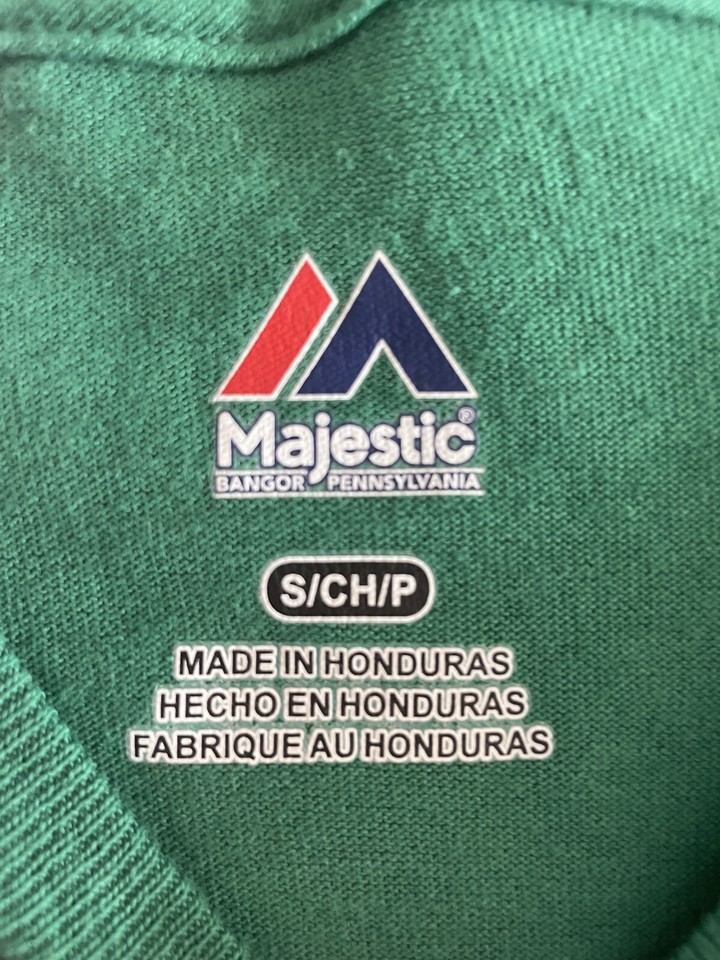 Majestic®
BANGOR PENNSYLVANIA
S/CH/P
MADE IN HONDURAS
HECHO EN HONDURAS
FABRIQUE AU HONDURAS